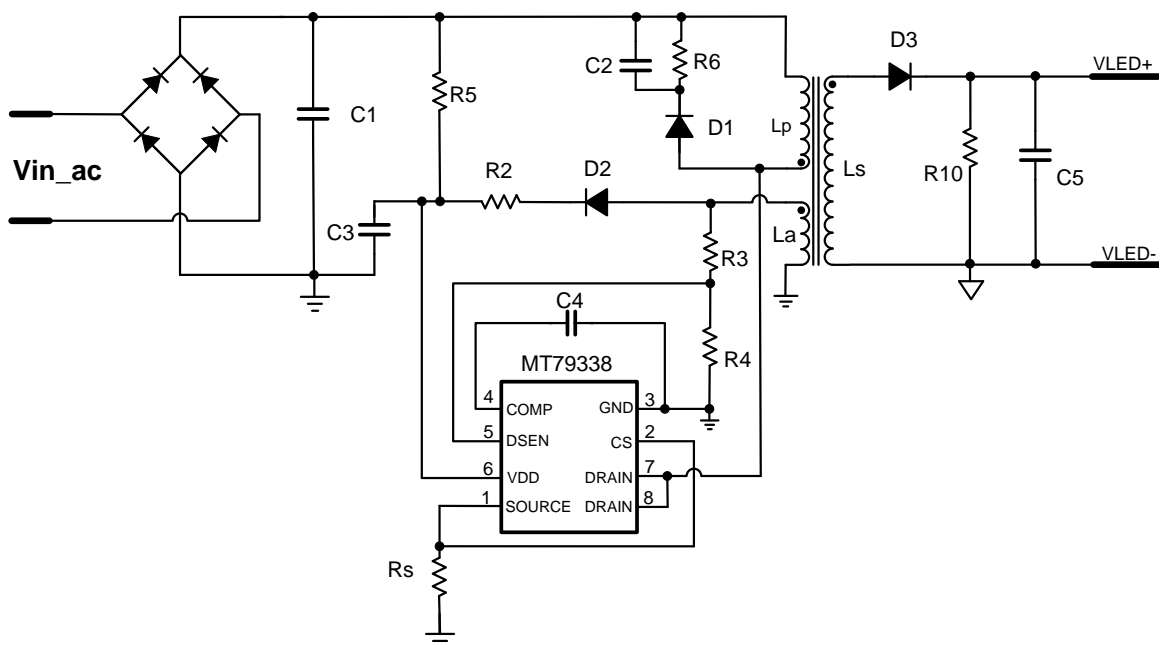 D3
VLED+
C2
R6
C1
R5
D1
Lp
Vin_ac
R2
D2
Ls
R10
C5
C3
La
R3
VLED-
C4
R4
MT79338
4
COMP
GND
3
5
DSEN
CS
2
6
VDD
DRAIN
7
1
SOURCE
DRAIN
8
Rs